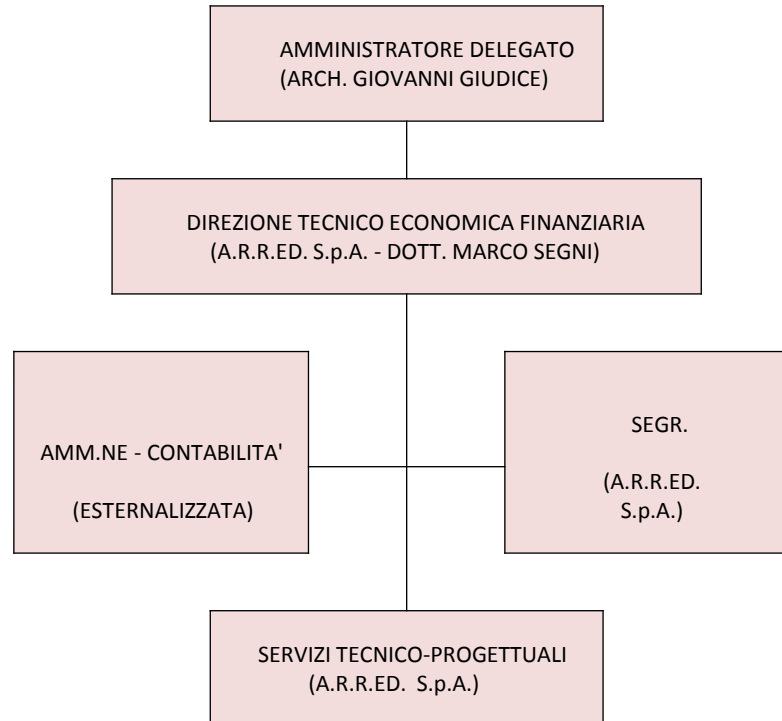 AMMINISTRATORE DELEGATO
(ARCH. GIOVANNI GIUDICE)
DIREZIONE TECNICO ECONOMICA FINANZIARIA
(A.R.R.ED. S.p.A. - DOTT. MARCO SEGNI)
AMM.NE - CONTABILITA'
(ESTERNALIZZATA)
SEGR.
(A.R.R.ED.
S.p.A.)
SERVIZI TECNICO-PROGETTUALI
(A.R.R.ED. S.p.A.)